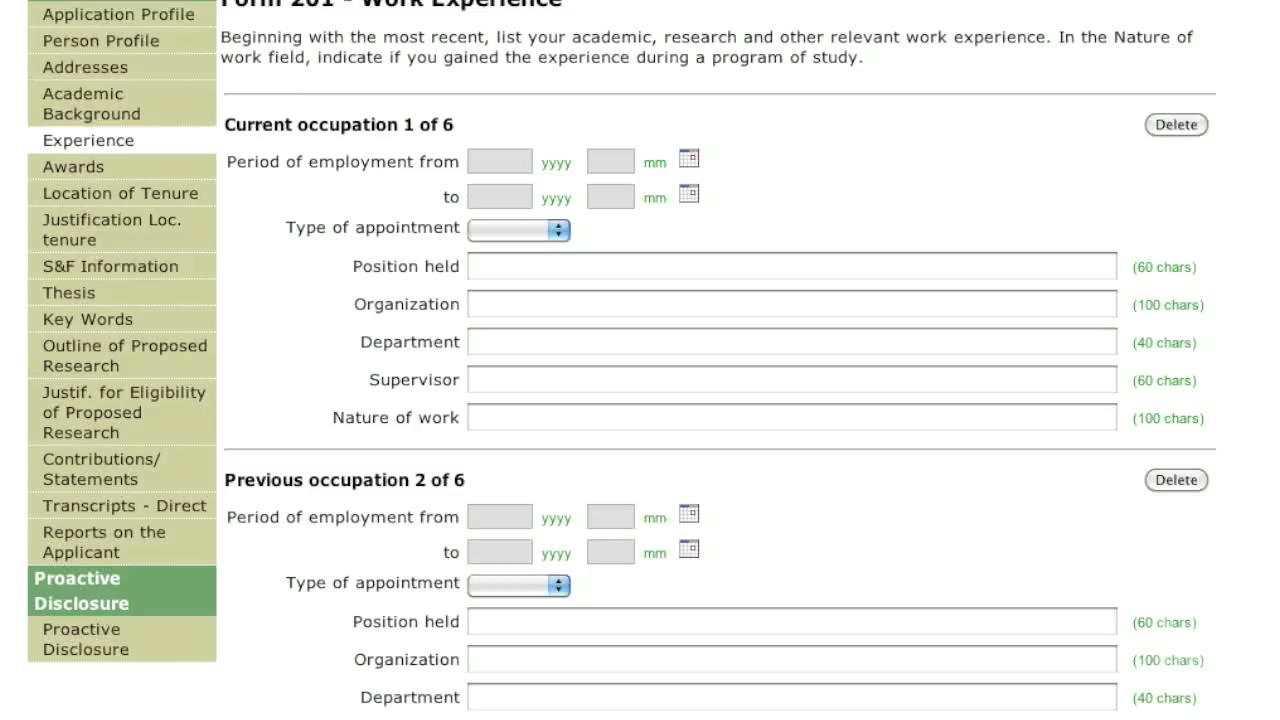 Form 201 - Work Experience
Application Profile
Person Profile
Addresses
Academic
Background
Experience
Awards
Location of Tenure
Justification Loc.
tenure
S&F Information
Thesis
Key Words
Outline of Proposed
Research
Justif. for Eligibility
of Proposed
Research
Contributions/
Statements
Transcripts - Direct
Reports on the
Applicant
Proactive
Disclosure
Proactive
Disclosure
Beginning with the most recent, list your academic, research and other relevant work experience. In the Nature of
work field, indicate if you gained the experience during a program of study.
Current occupation 1 of 6 Delete
Period of employment from yyyy mm
to yyyy mm
Type of appointment
Position held (60 chars)
Organization (100 chars)
Department (40 chars)
Supervisor (60 chars)
Nature of work (100 chars)
Previous occupation 2 of 6 Delete
Period of employment from yyyy mm
to yyyy mm
Type of appointment
Position held (60 chars)
Organization (100 chars)
Department (40 chars)